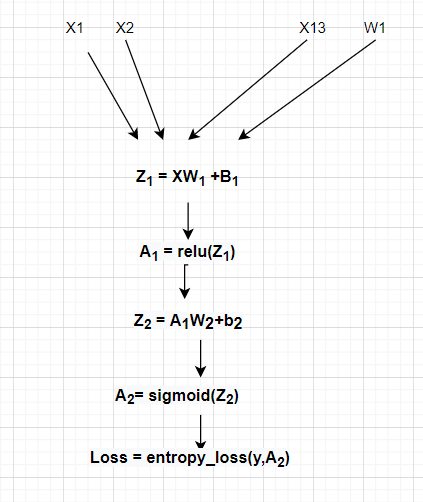 X1 X2 X13 W1
Z1 = XW1 +B1
A1 = relu(Z1)
Z2 = A1W2+b2
A2= sigmoid(Z2)
Loss = entropy_loss(y,A2)